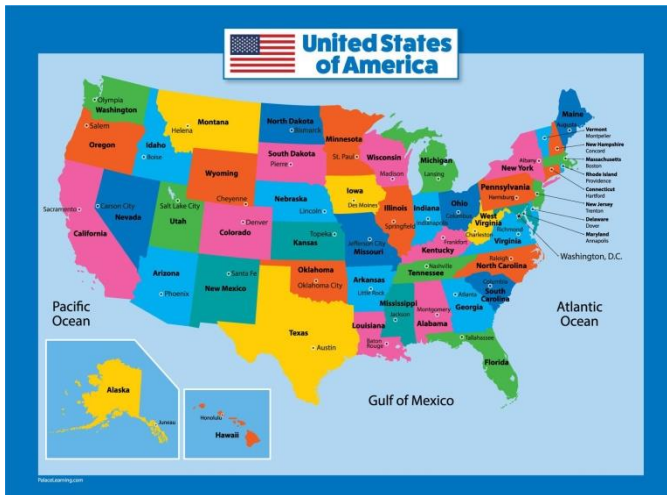 United States
of America
Olympia
Washington
Salem
Oregon
Idaho
Boise
Montana
Helena
North Dakota
Bismarck
Minnesota
St. Paul
South Dakota
Pierre
Wisconsin
Madison
Michigan
Lansing
Maine
Augusta
Vermont
Montpelier
New Hampshire
Concord
Massachusetts
Boston
Rhode Island
Providence
Connecticut
Hartford
New Jersey
Trenton
Delaware
Dover
Maryland
Annapolis
Washington, D.C.
Albany
New York
Pennsylvania
Harrisburg
Wyoming
Cheyenne
Nebraska
Lincoln
Iowa
Des Moines
Illinois
Springfield
Indiana
Indianapolis
Ohio
Columbus
West
Virginia
Charleston
Richmond
Virginia
Sacramento
California
Carson City
Nevada
Salt Lake City
Utah
Denver
Colorado
Topeka
Kansas
Jefferson City
Missouri
Frankfort
Kentucky
Nashville
Tennessee
Raleigh
North Carolina
Columbia
South
Carolina
Arizona
Phoenix
Santa Fe
New Mexico
Oklahoma
Oklahoma City
Arkansas
Little Rock
Mississippi
Jackson
Montgomery
Alabama
Atlanta
Georgia
Texas
Austin
Louisiana
Baton
Rouge
Tallahassee
Florida
Pacific
Ocean
Atlantic
Ocean
Gulf of Mexico
Alaska
Juneau
Honolulu
Hawaii
PalaceLearning.com